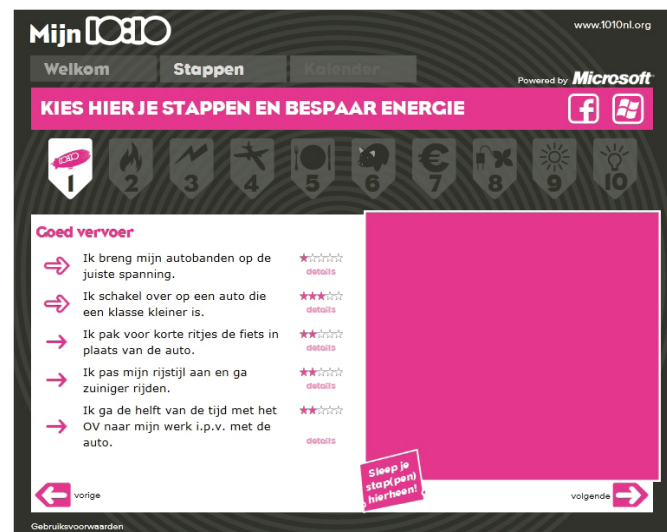 Mijn 10:10
www.1010nl.org
Welkom Stappen Kalender
Powered by Microsoft
KIES HIER JE STAPPEN EN BESPAAR ENERGIE
10:10
1 2 3 4 5 6 7 8 9 10
Goed vervoer
Ik breng mijn autobanden op de
juiste spanning.
details
Ik schakel over op een auto die
een klasse kleiner is.
details
Ik pak voor korte ritjes de fiets in
plaats van de auto.
details
Ik pas mijn rijstijl aan en ga
zuiniger rijden.
details
Ik ga de helft van de tijd met het
OV naar mijn werk i.p.v. met de
auto.
details
Sleep je
stap(pen)
hierheen!
vorige
volgende
Gebruiksvoorwaarden